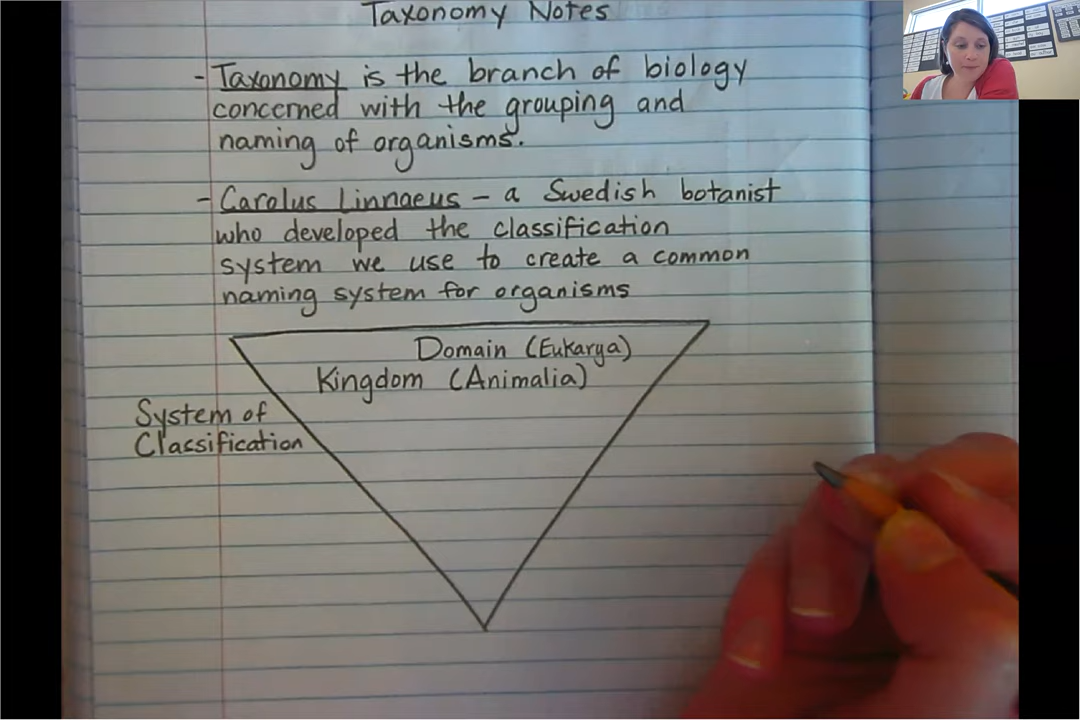 Taxonomy Notes
- Taxonomy is the branch of biology
concerned with the grouping and
naming of organisms.
- Carolus Linnaeus - a Swedish botanist
who developed the classification
system we use to create a common
naming system for organisms
Domain (Eukarya)
Kingdom (Animalia)
System of
Classification